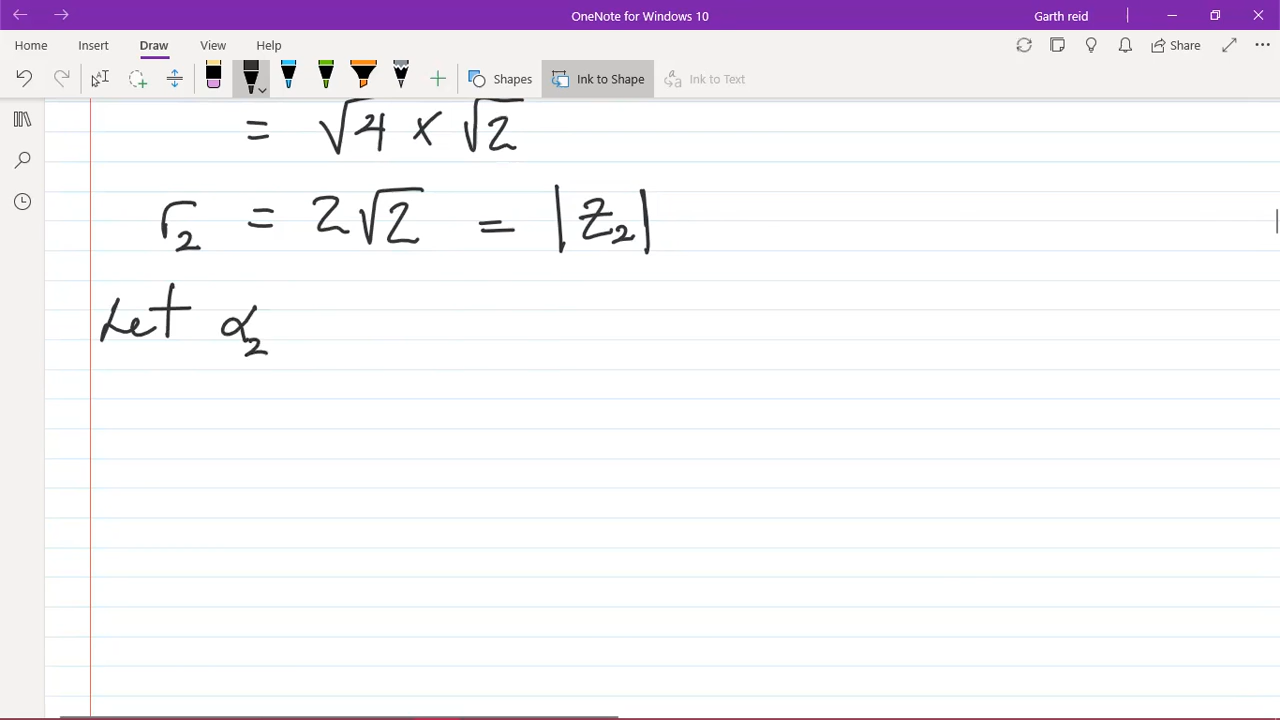 OneNote for Windows 10
Garth reid
Home Insert Draw View Help
Share
Shapes
Ink to Shape
Ink to Text
= √4 × √2
r₂ = 2√2 = |Z₂|
Let α₂